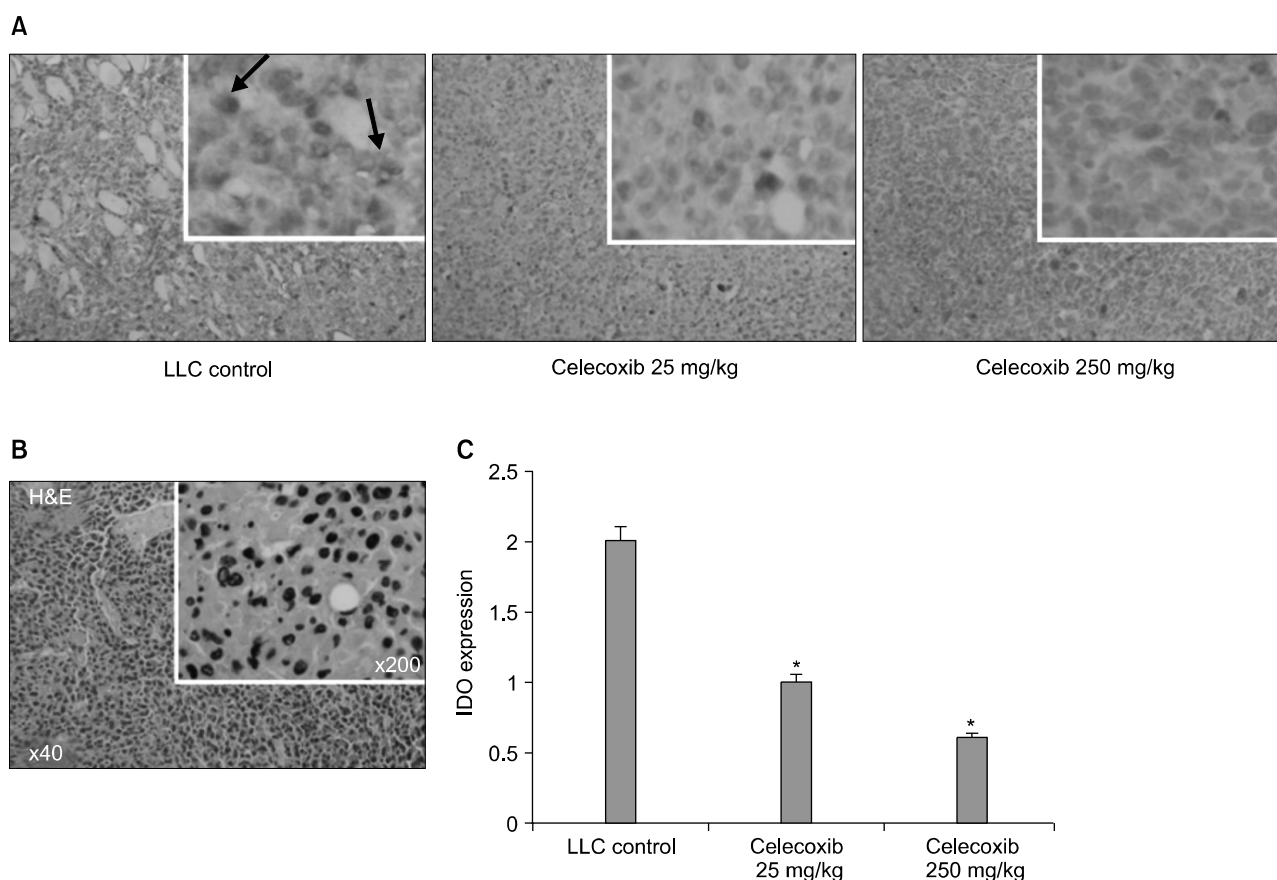 A
LLC control
Celecoxib 25 mg/kg
Celecoxib 250 mg/kg
B
H&E
x200
x40
C
2.5
2
1.5
1
0.5
0
IDO expression
*
*
LLC control
Celecoxib
25 mg/kg
Celecoxib
250 mg/kg